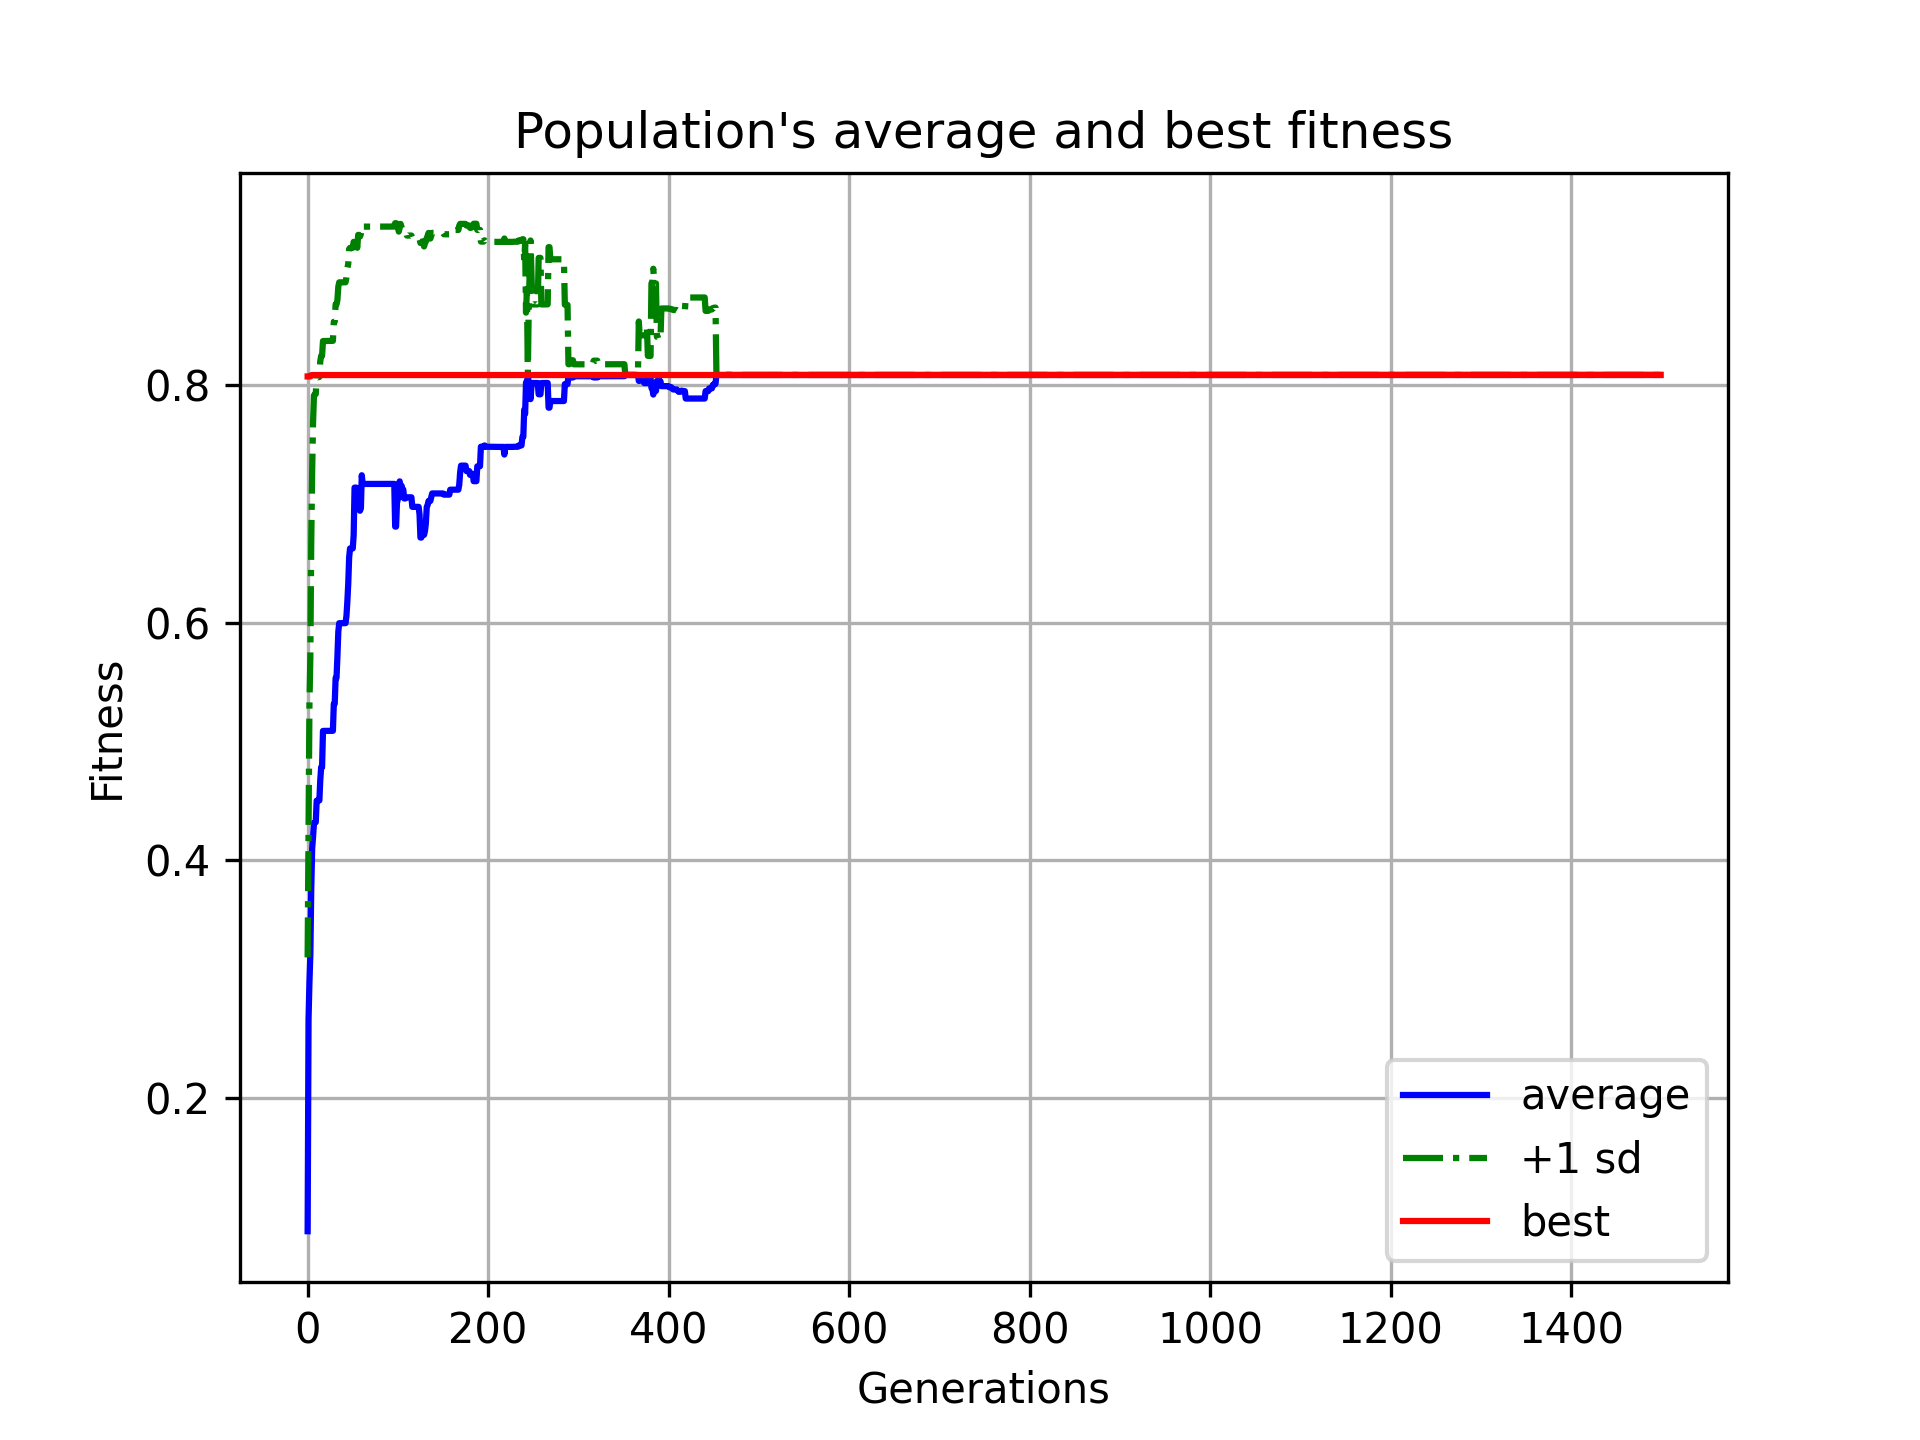 Population's average and best fitness
Fitness
0.8
0.6
0.4
0.2
average
+1 sd
best
0 200 400 600 800 1000 1200 1400
Generations